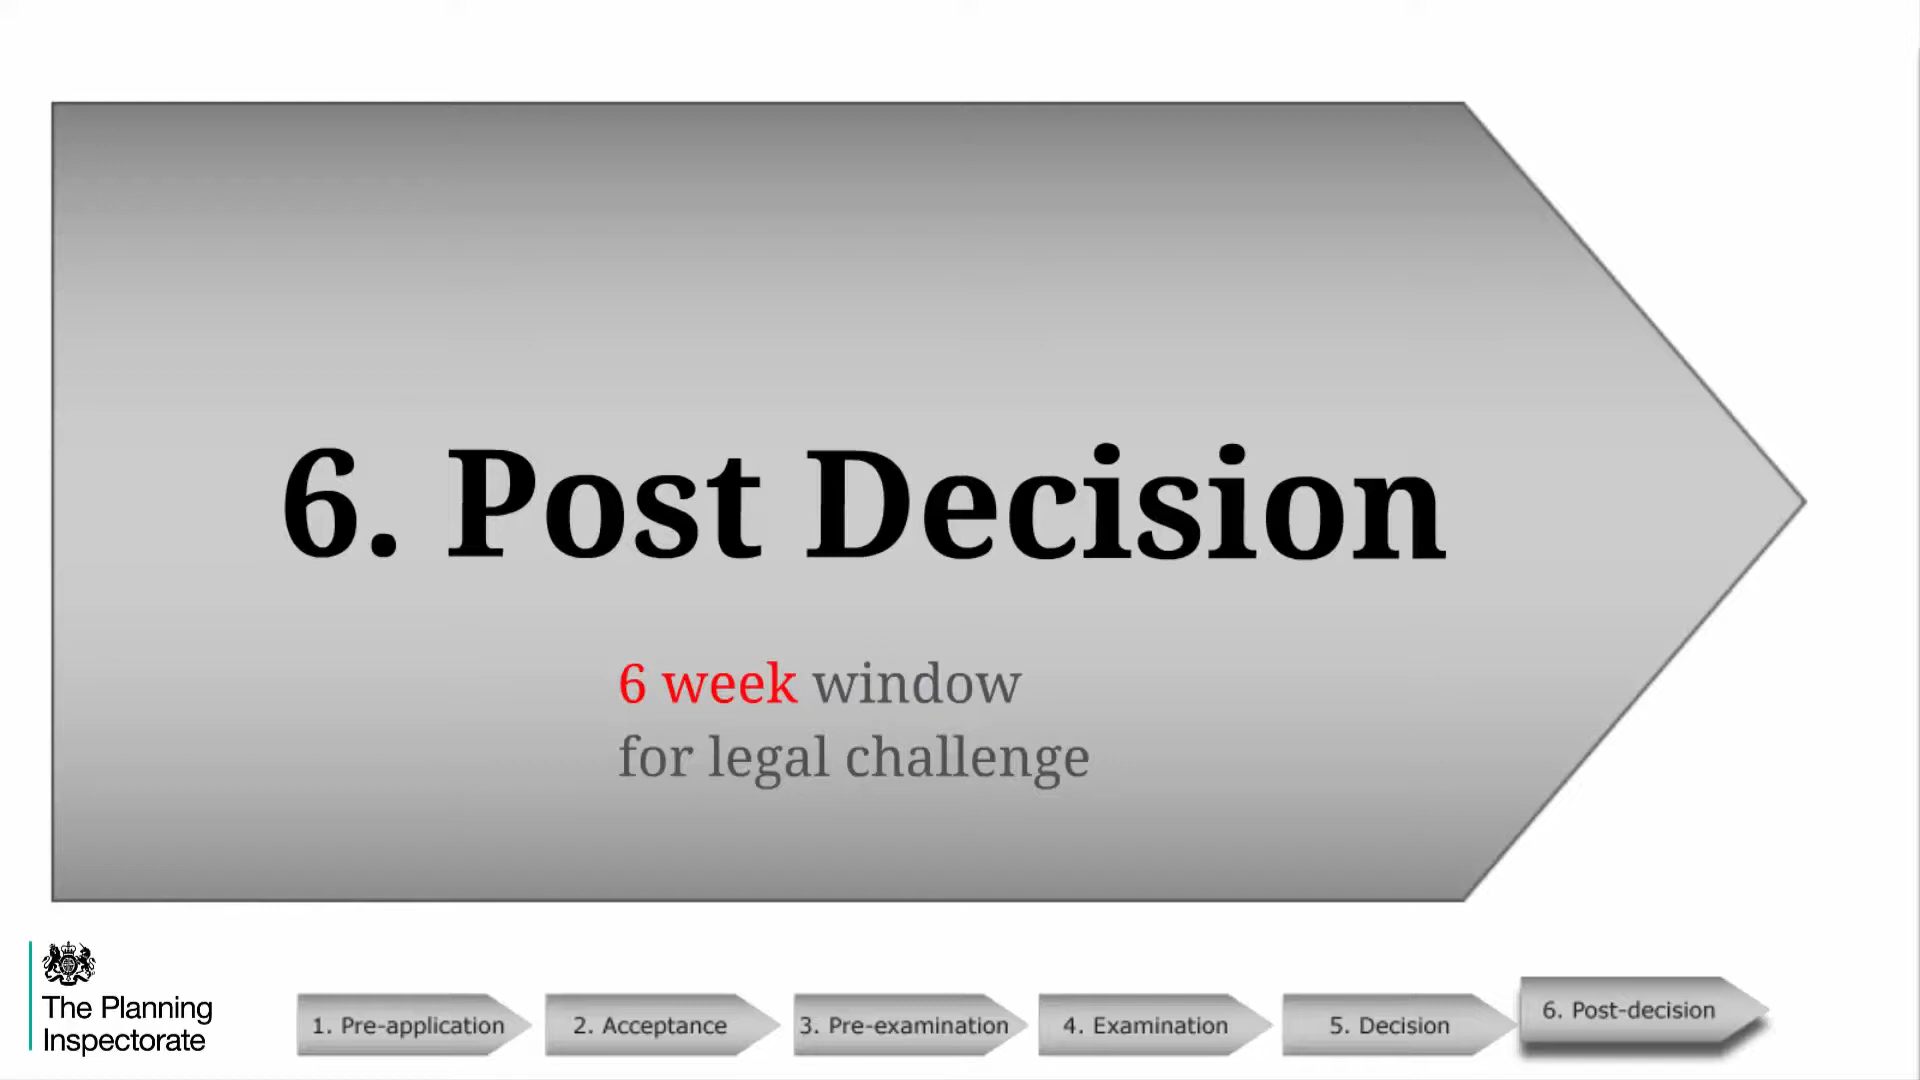 6. Post Decision
6 week window
for legal challenge
The Planning
Inspectorate
1. Pre-application
2. Acceptance
3. Pre-examination
4. Examination
5. Decision
6. Post-decision